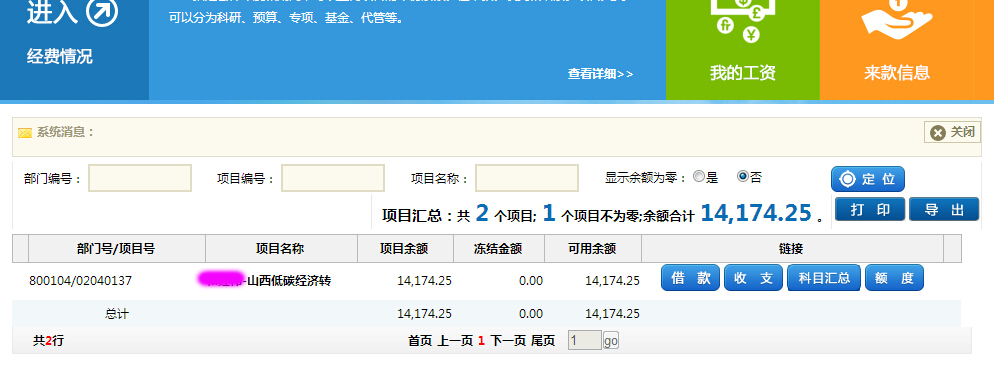 进入
经费情况
可以分为科研、预算、专项、基金、代管等。
查看详细>>
我的工资
来款信息
系统消息：
关闭
部门编号： 项目编号： 项目名称： 显示余额为零： 是 否 定 位
项目汇总：共 2 个项目; 1 个项目不为零;余额合计 14,174.25 。 打 印 导 出
部门号/项目号 项目名称 项目余额 冻结金额 可用余额 链接
800104/02040137 -山西低碳经济转 14,174.25 0.00 14,174.25 借 款 收 支 科目汇总 额 度
总计 14,174.25 0.00 14,174.25
共2行 首页 上一页 1 下一页 尾页 1 go